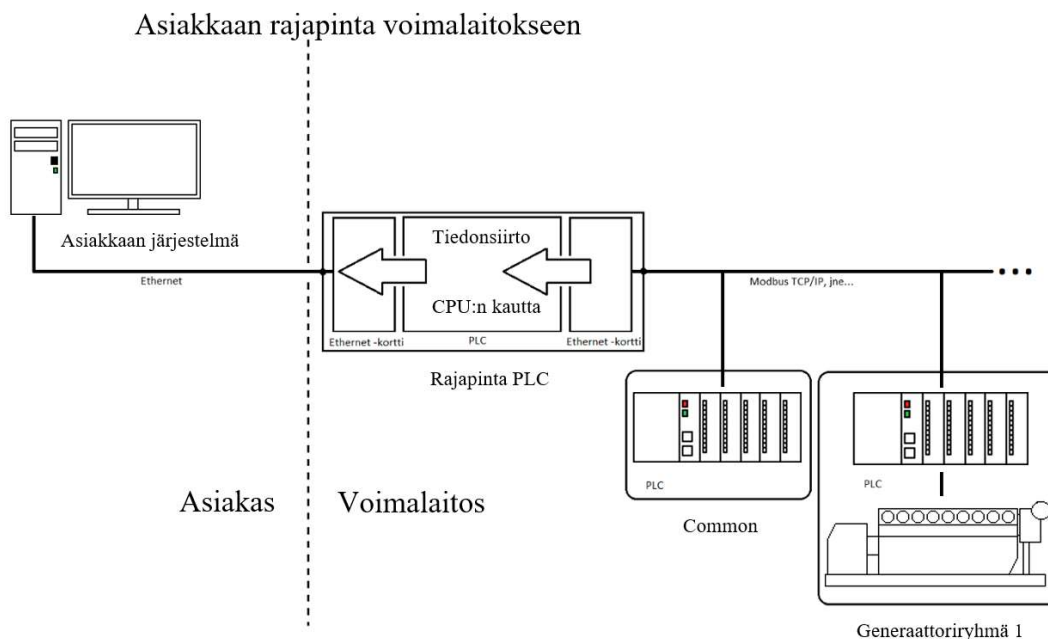 Asiakkaan rajapinta voimalaitokseen
Asiakkaan järjestelmä
Ethernet
Tiedonsiirto
CPU:n kautta
Ethernet -kortti
PLC
Ethernet -kortti
Rajapinta PLC
Modbus TCP/IP, jne...
PLC
Common
PLC
Generaattoriryhmä 1
Asiakas
Voimalaitos